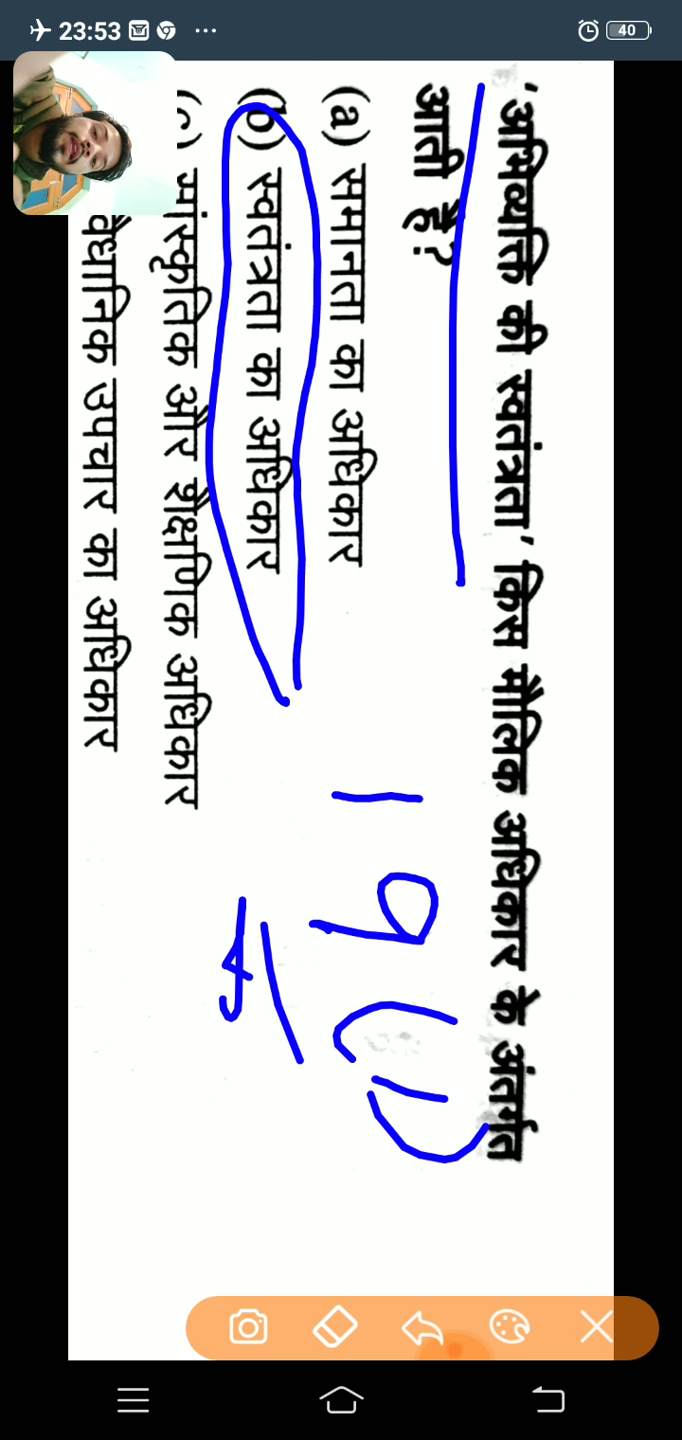 23:53
40
'अभिव्यक्ति की स्वतंत्रता' किस मौलिक अधिकार के अंतर्गत
आती है?
(a) समानता का अधिकार
(b) स्वतंत्रता का अधिकार
(c) सांस्कृतिक और शैक्षणिक अधिकार
वैधानिक उपचार का अधिकार
19(1)